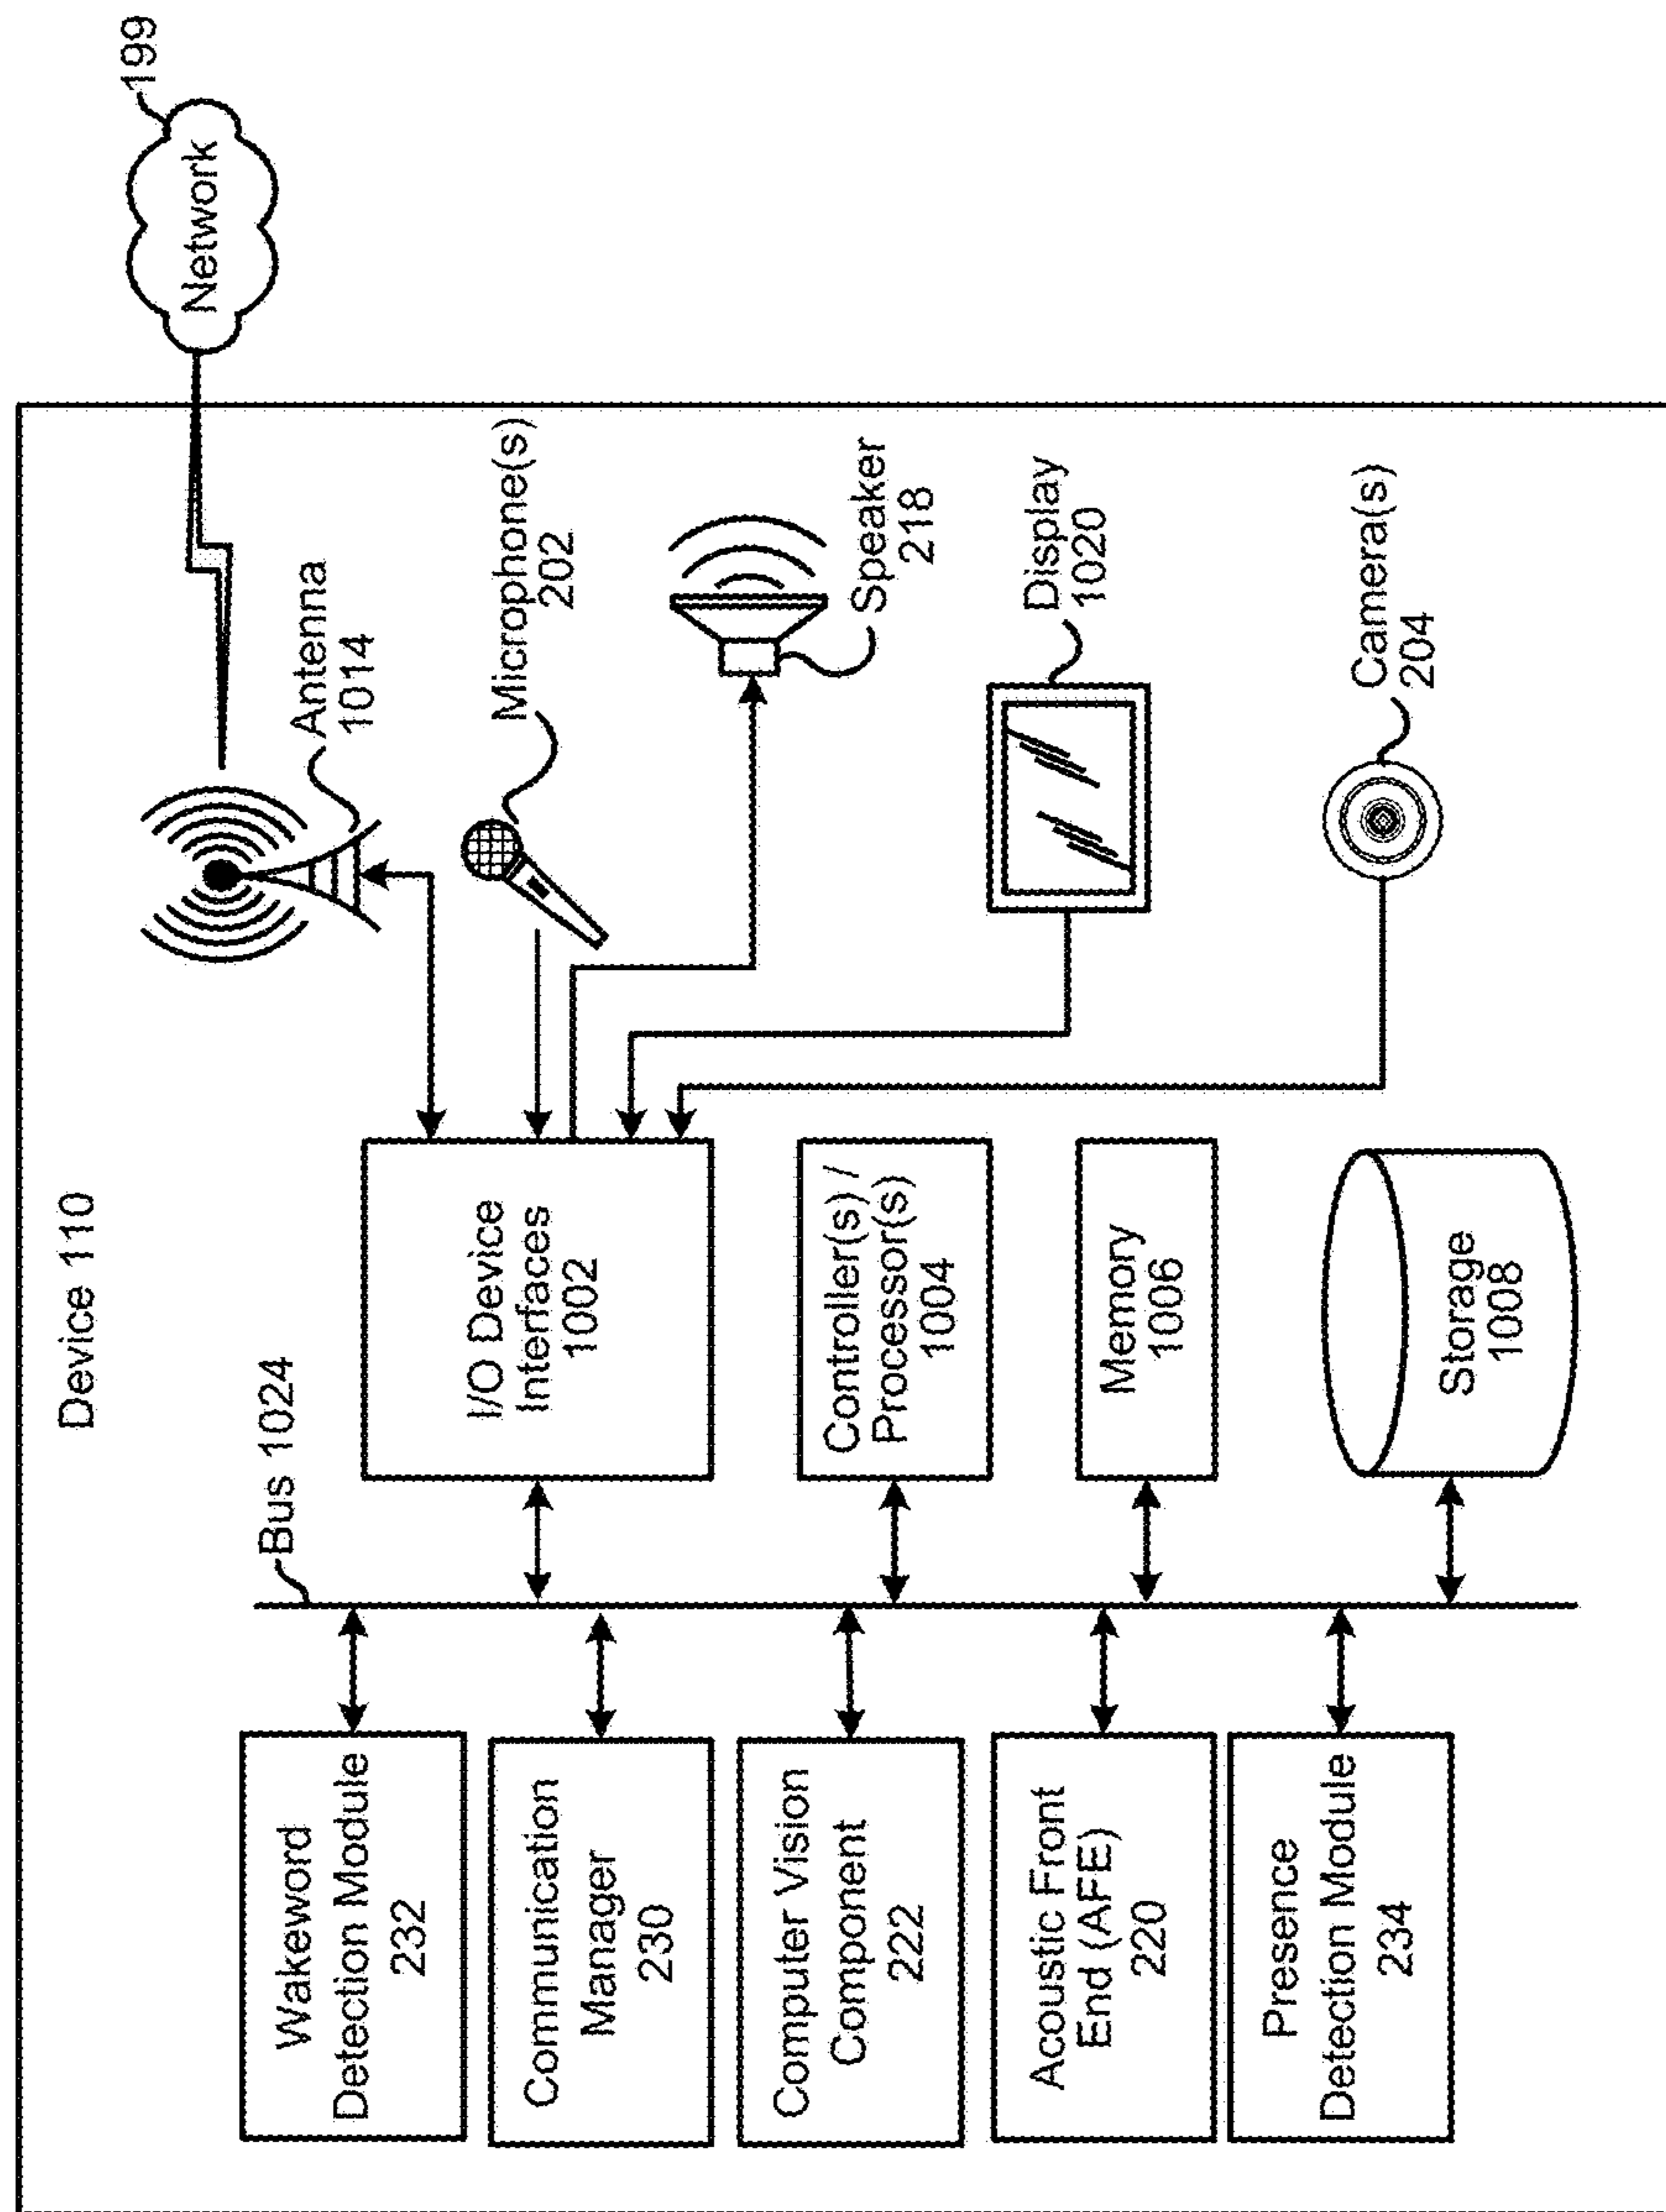 Device 110
Bus 1024
Wakeword
Detection Module
232
Communication
Manager
230
Computer Vision
Component
222
Acoustic Front
End (AFE)
220
Presence
Detection Module
234
I/O Device
Interfaces
1002
Controller(s) /
Processor(s)
1004
Memory
1006
Storage
1008
Antenna
1014
Microphone(s)
202
Speaker
218
Display
1020
Camera(s)
204
Network
199